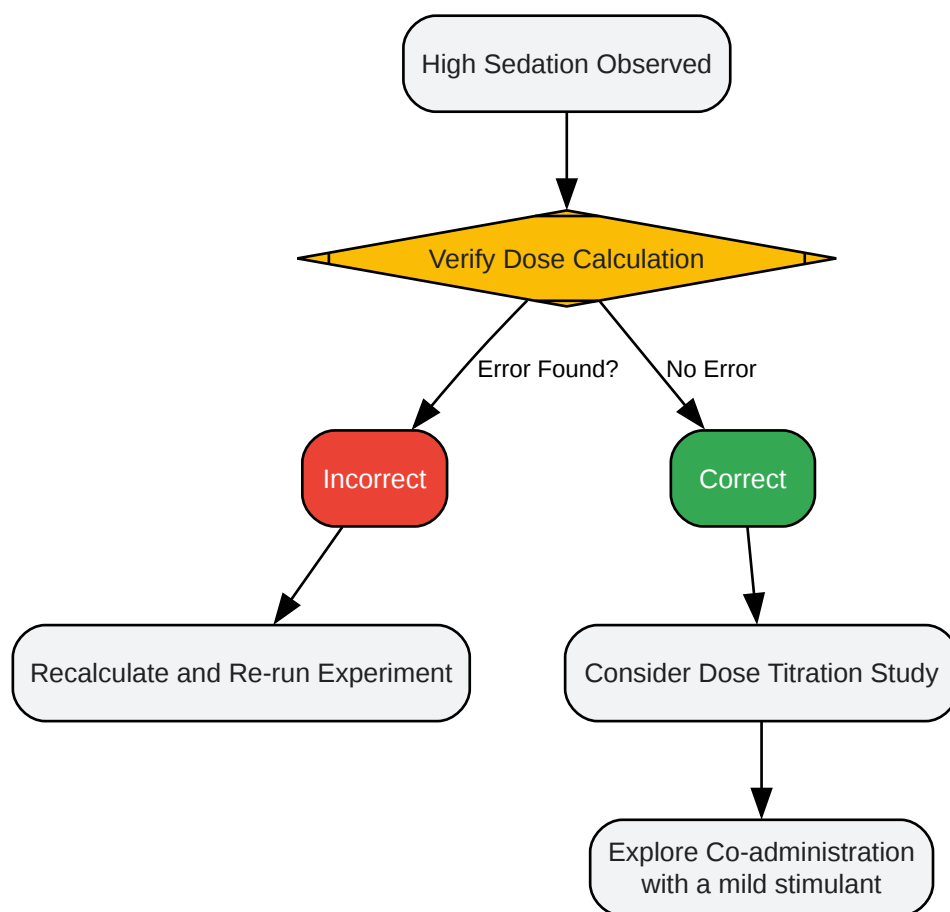 High Sedation Observed
Verify Dose Calculation
Error Found?
No Error
Incorrect
Correct
Recalculate and Re-run Experiment
Consider Dose Titration Study
Explore Co-administration
with a mild stimulant